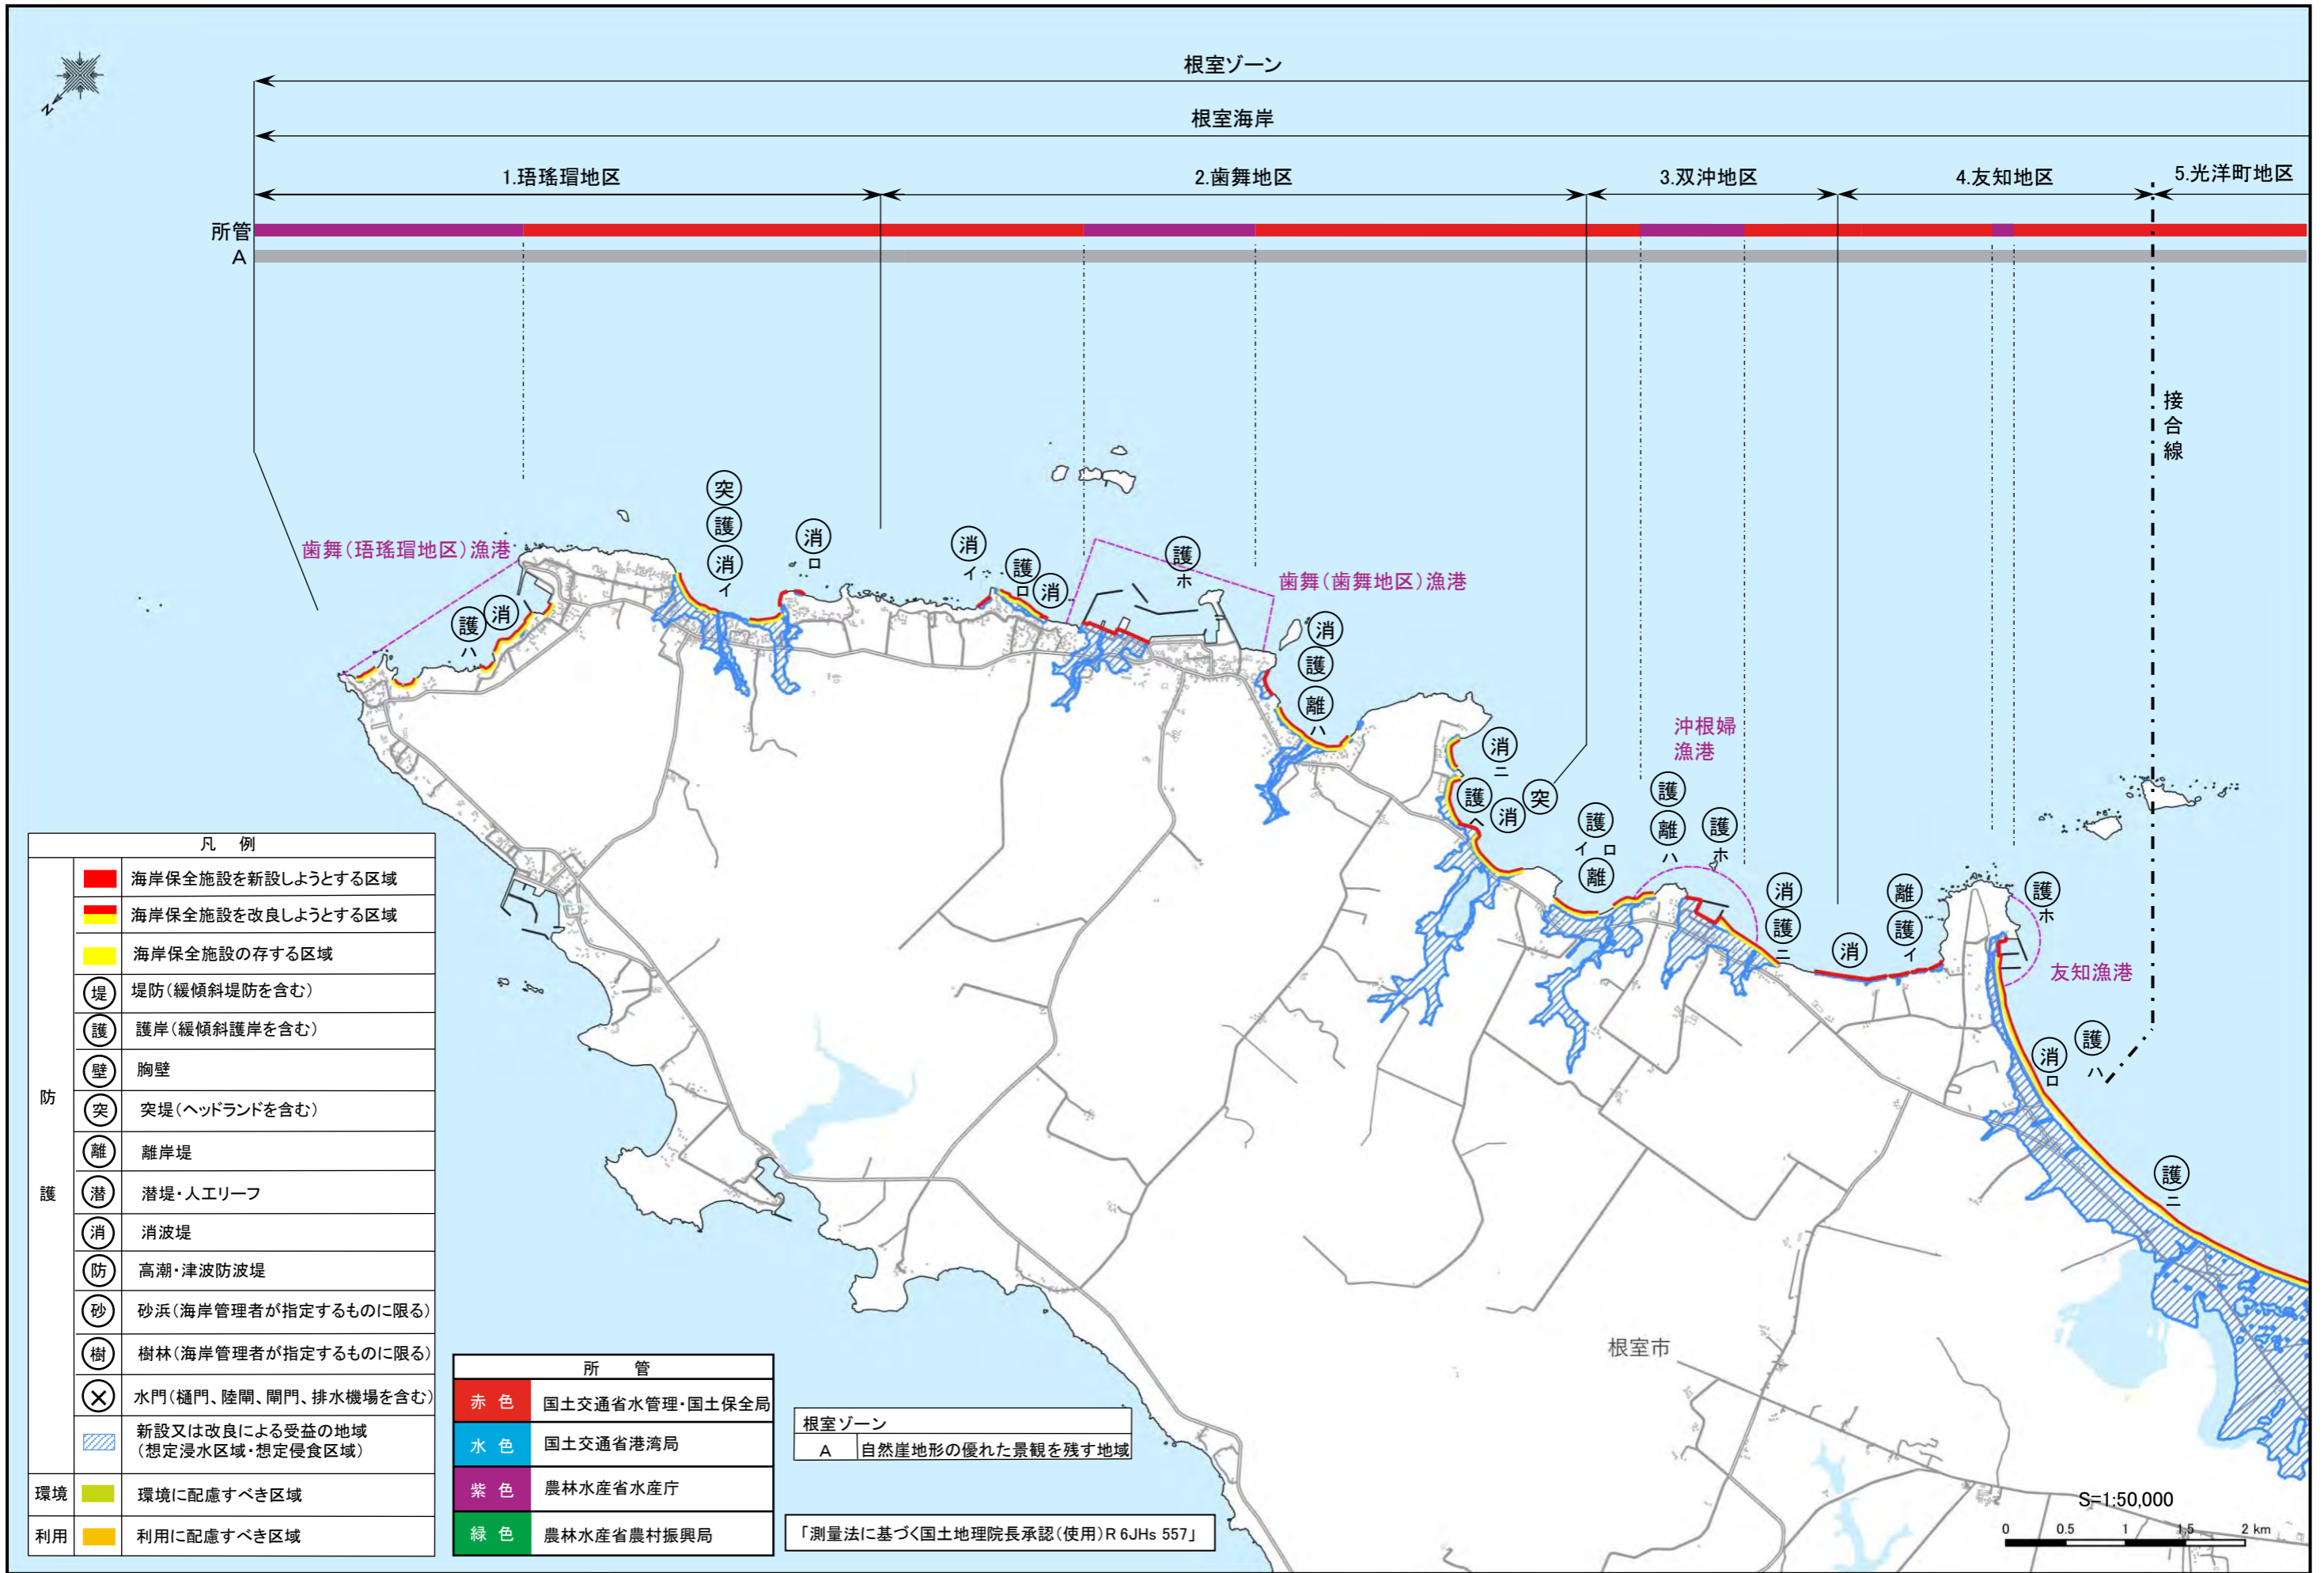 N
根室ゾーン
根室海岸
1.珸瑤瑁地区
2.歯舞地区
3.双沖地区
4.友知地区
5.光洋町地区
所管
A
接合線
歯舞(珸瑤瑁地区)漁港
護
ハ
消
突
護
消
イ
消
ロ
消
イ
護
ロ
消
護
ホ
歯舞(歯舞地区)漁港
消
護
離
ハ
消
ニ
護
ヘ
消
突
護
イ ロ
離
沖根婦
漁港
護
離
ハ
護
ホ
消
護
ニ
消
離
護
イ
護
ホ
友知漁港
消
ロ
護
ハ
護
ニ
根室市
凡 例
防
護
海岸保全施設を新設しようとする区域
海岸保全施設を改良しようとする区域
海岸保全施設の存する区域
堤 堤防(緩傾斜堤防を含む)
護 護岸(緩傾斜護岸を含む)
壁 胸壁
突 突堤(ヘッドランドを含む)
離 離岸堤
潜 潜堤・人工リーフ
消 消波堤
防 高潮・津波防波堤
砂 砂浜(海岸管理者が指定するものに限る)
樹 樹林(海岸管理者が指定するものに限る)
水門(樋門、陸閘、閘門、排水機場を含む)
新設又は改良による受益の地域
(想定浸水区域・想定侵食区域)
環境 環境に配慮すべき区域
利用 利用に配慮すべき区域
所 管
赤 色 国土交通省水管理・国土保全局
水 色 国土交通省港湾局
紫 色 農林水産省水産庁
緑 色 農林水産省農村振興局
根室ゾーン
A 自然崖地形の優れた景観を残す地域
「測量法に基づく国土地理院長承認(使用)R 6JHs 557」
S=1:50,000
0 0.5 1 1.5 2 km